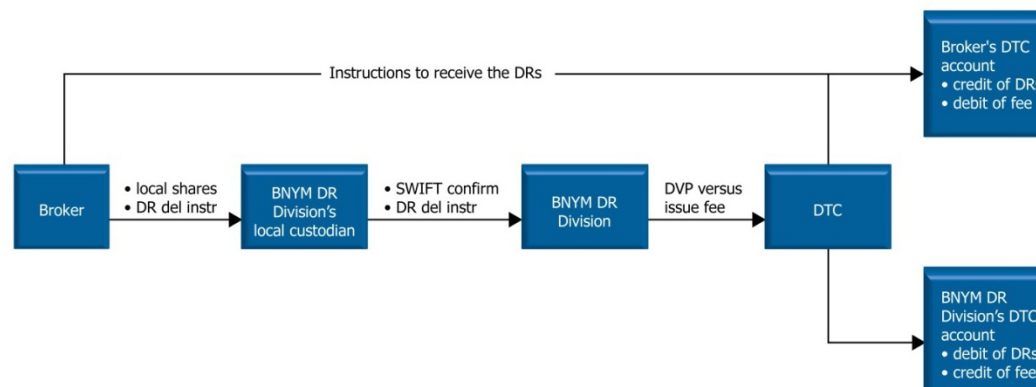 Broker's DTC
account
• credit of DRs
• debit of fee
Instructions to receive the DRs
Broker
• local shares
• DR del instr
BNYM DR
Division's
local custodian
• SWIFT confirm
• DR del instr
BNYM DR
Division
DVP versus
issue fee
DTC
BNYM DR
Division's DTC
account
• debit of DRs
• credit of fee